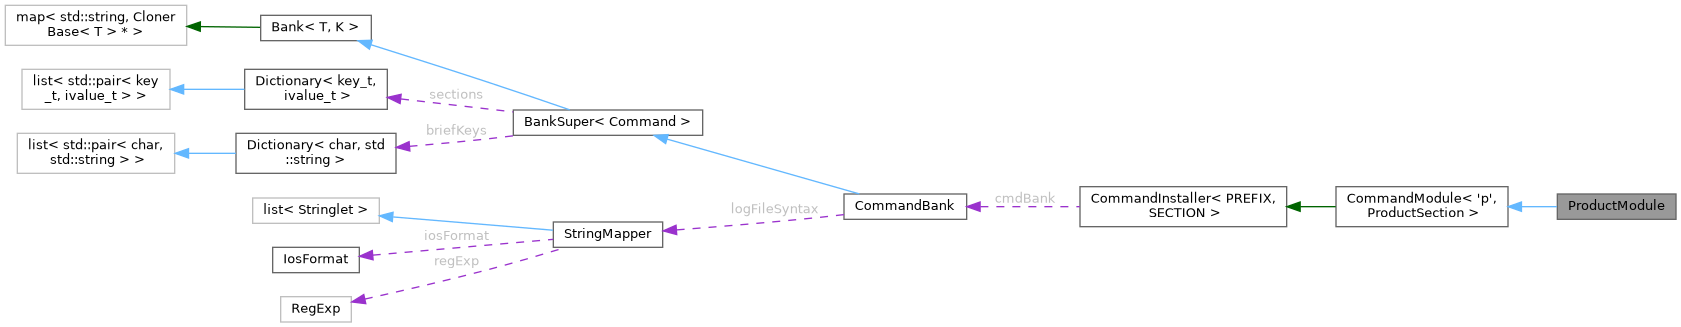 map< std::string, Cloner
Base< T > * >
Bank< T, K >
list< std::pair< key
_t, ivalue_t > >
Dictionary< key_t,
ivalue_t >
sections
BankSuper< Command >
briefKeys
list< std::pair< char,
std::string > >
Dictionary< char, std
::string >
list< Stringlet >
StringMapper
iosFormat
IosFormat
regExp
RegExp
logFileSyntax
CommandBank
cmdBank
CommandInstaller< PREFIX,
SECTION >
CommandModule< 'p',
ProductSection >
ProductModule